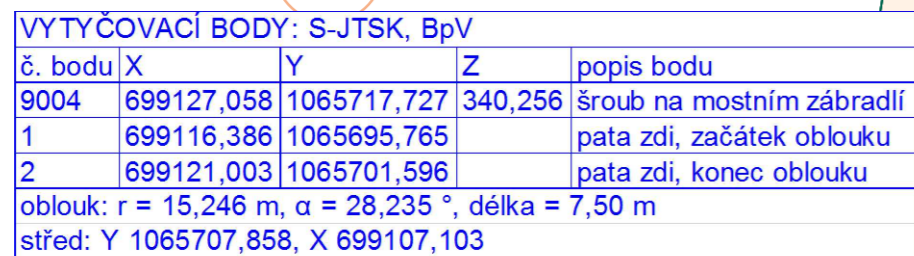 VYTYČOVACÍ BODY: S-JTSK, BpV
č. bodu X Y Z popis bodu
9004 699127,058 1065717,727 340,256 šroub na mostním zábradlí
1 699116,386 1065695,765 pata zdi, začátek oblouku
2 699121,003 1065701,596 pata zdi, konec oblouku
oblouk: r = 15,246 m, α = 28,235 °, délka = 7,50 m
střed: Y 1065707,858, X 699107,103